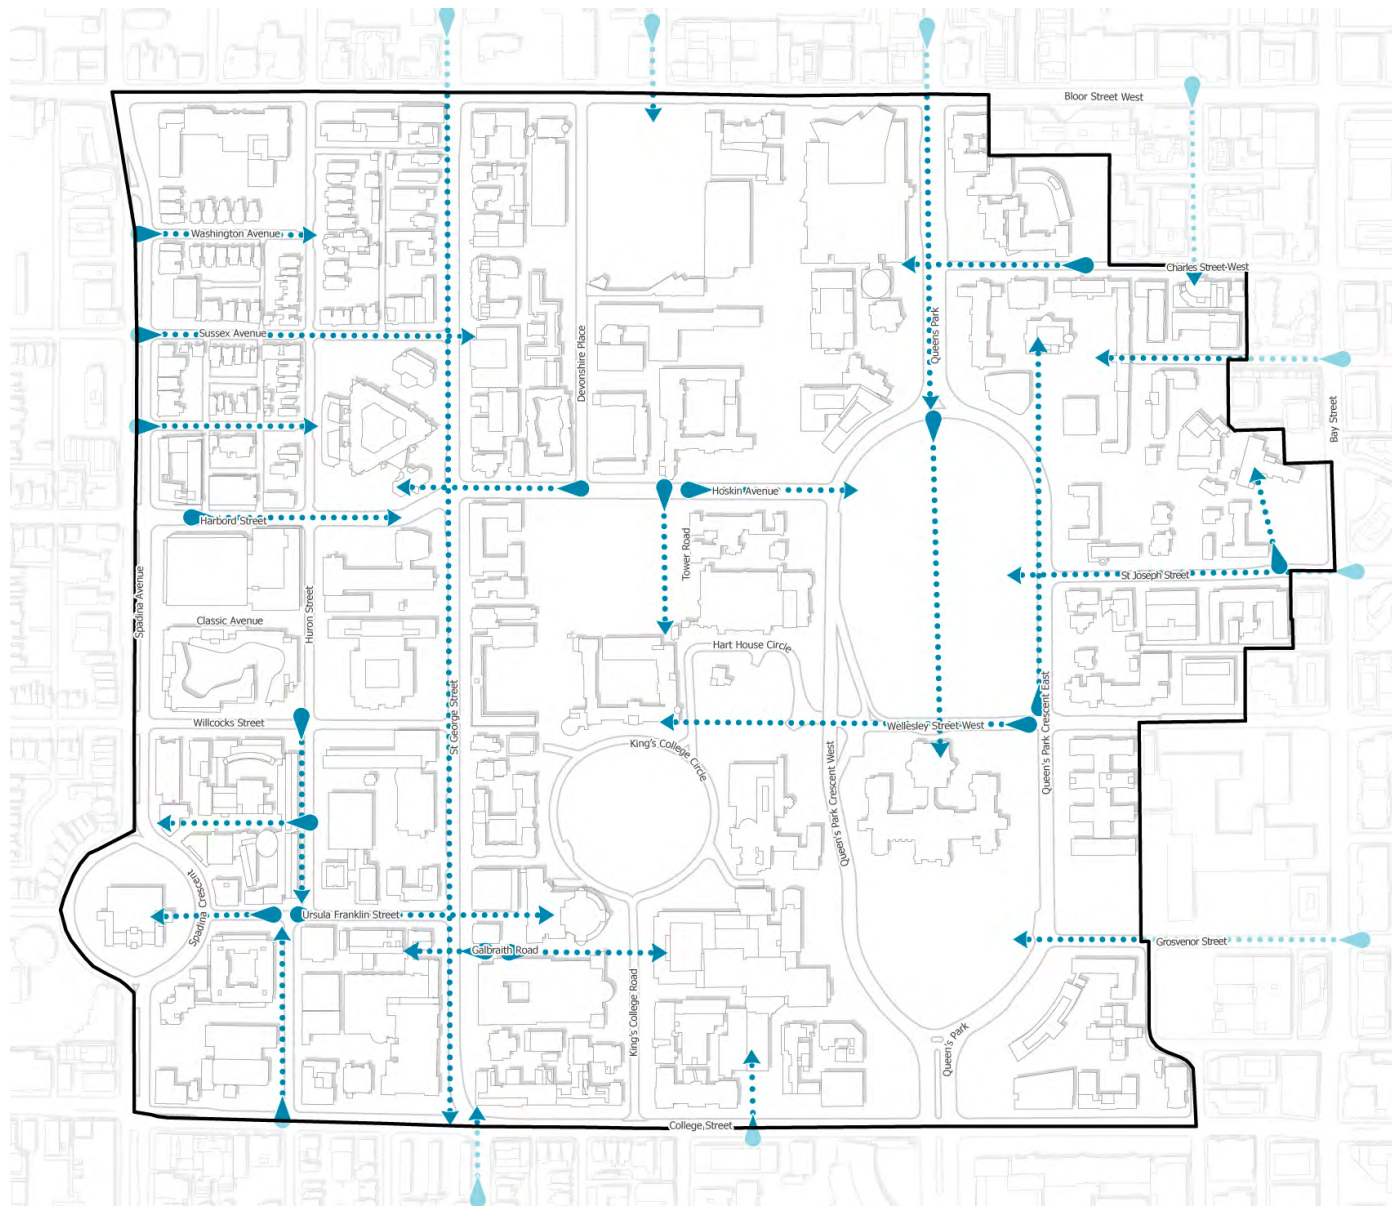 Bloor Street West
Washington Avenue
Charles Street West
Sussex Avenue
Queens Park
Devonshire Place
Bay Street
Hoskin Avenue
Harbord Street
Tower Road
St Joseph Street
Spadina Avenue
Huron Street
Classic Avenue
Hart House Circle
St George Street
Queen's Park Crescent East
Willcocks Street
Wellesley Street West
King's College Circle
Queen's Park Crescent West
Spadina Crescent
Ursula Franklin Street
Galbraith Road
Grosvenor Street
King's College Road
Queen's Park
College Street